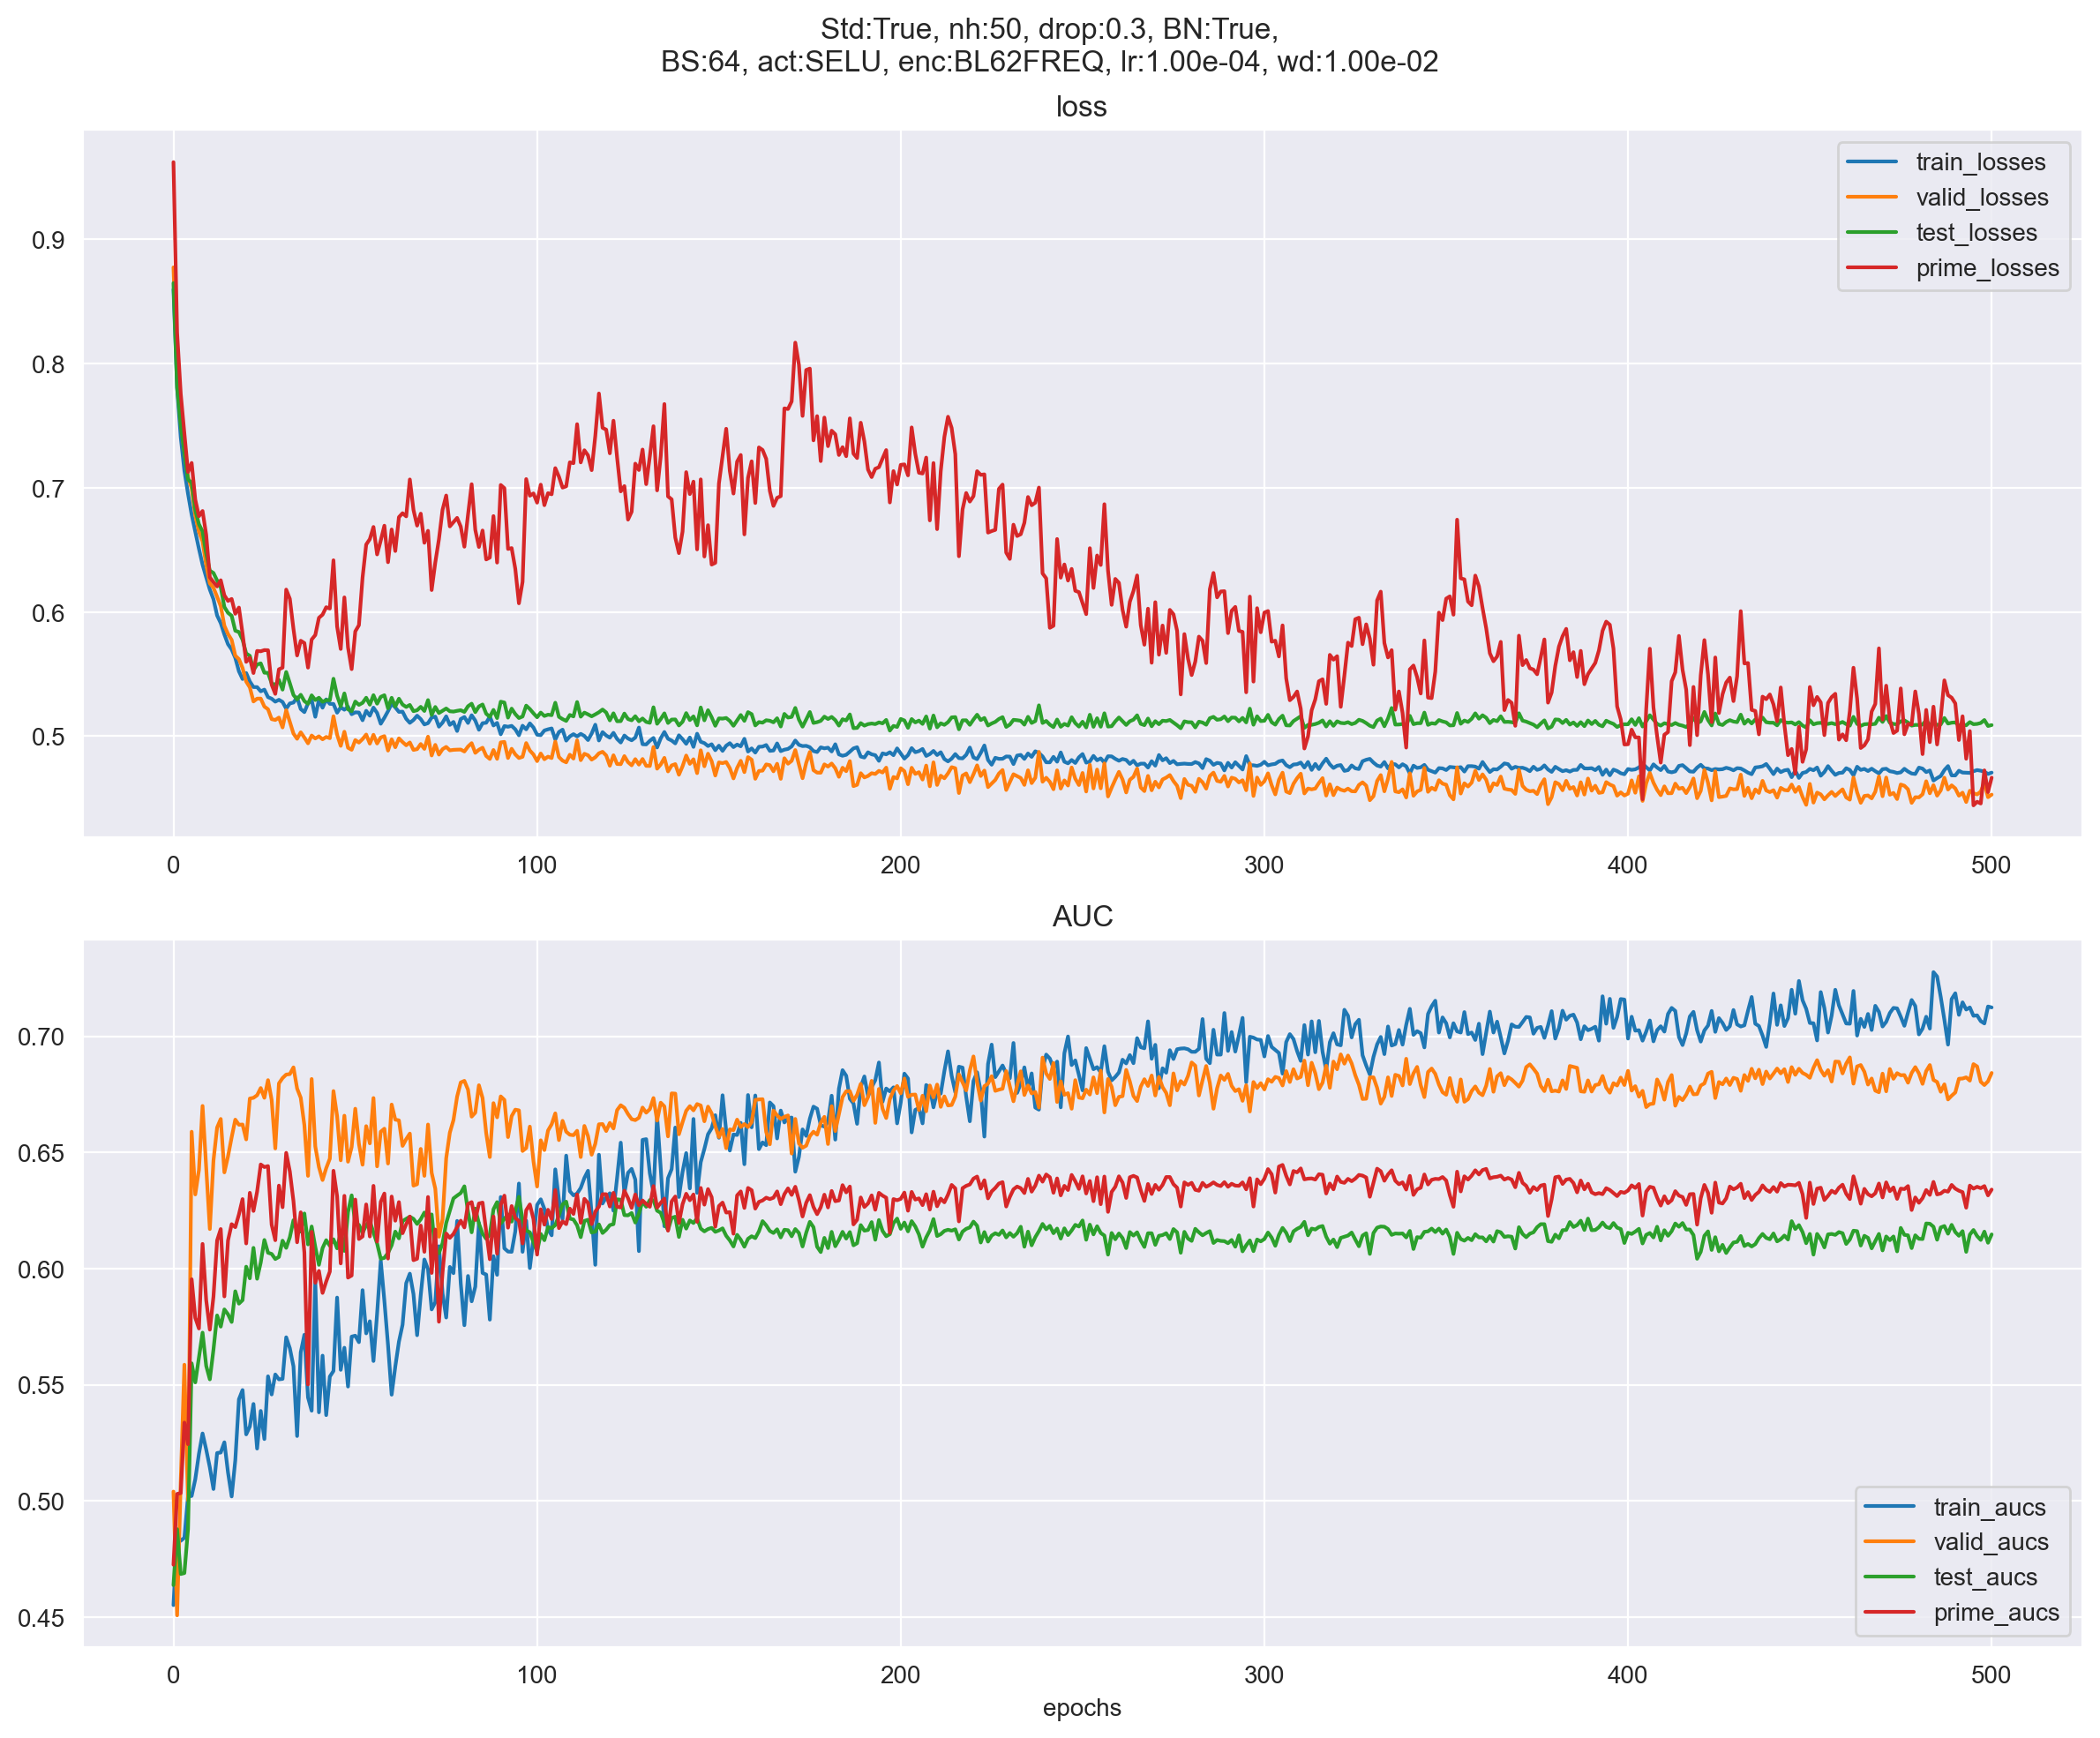 Std:True, nh:50, drop:0.3, BN:True,
BS:64, act:SELU, enc:BL62FREQ, lr:1.00e-04, wd:1.00e-02
loss
train_losses
valid_losses
test_losses
prime_losses
0.9
0.8
0.7
0.6
0.5
0 100 200 300 400 500
AUC
0.70
0.65
0.60
0.55
0.50
0.45
train_aucs
valid_aucs
test_aucs
prime_aucs
0 100 200 300 400 500
epochs